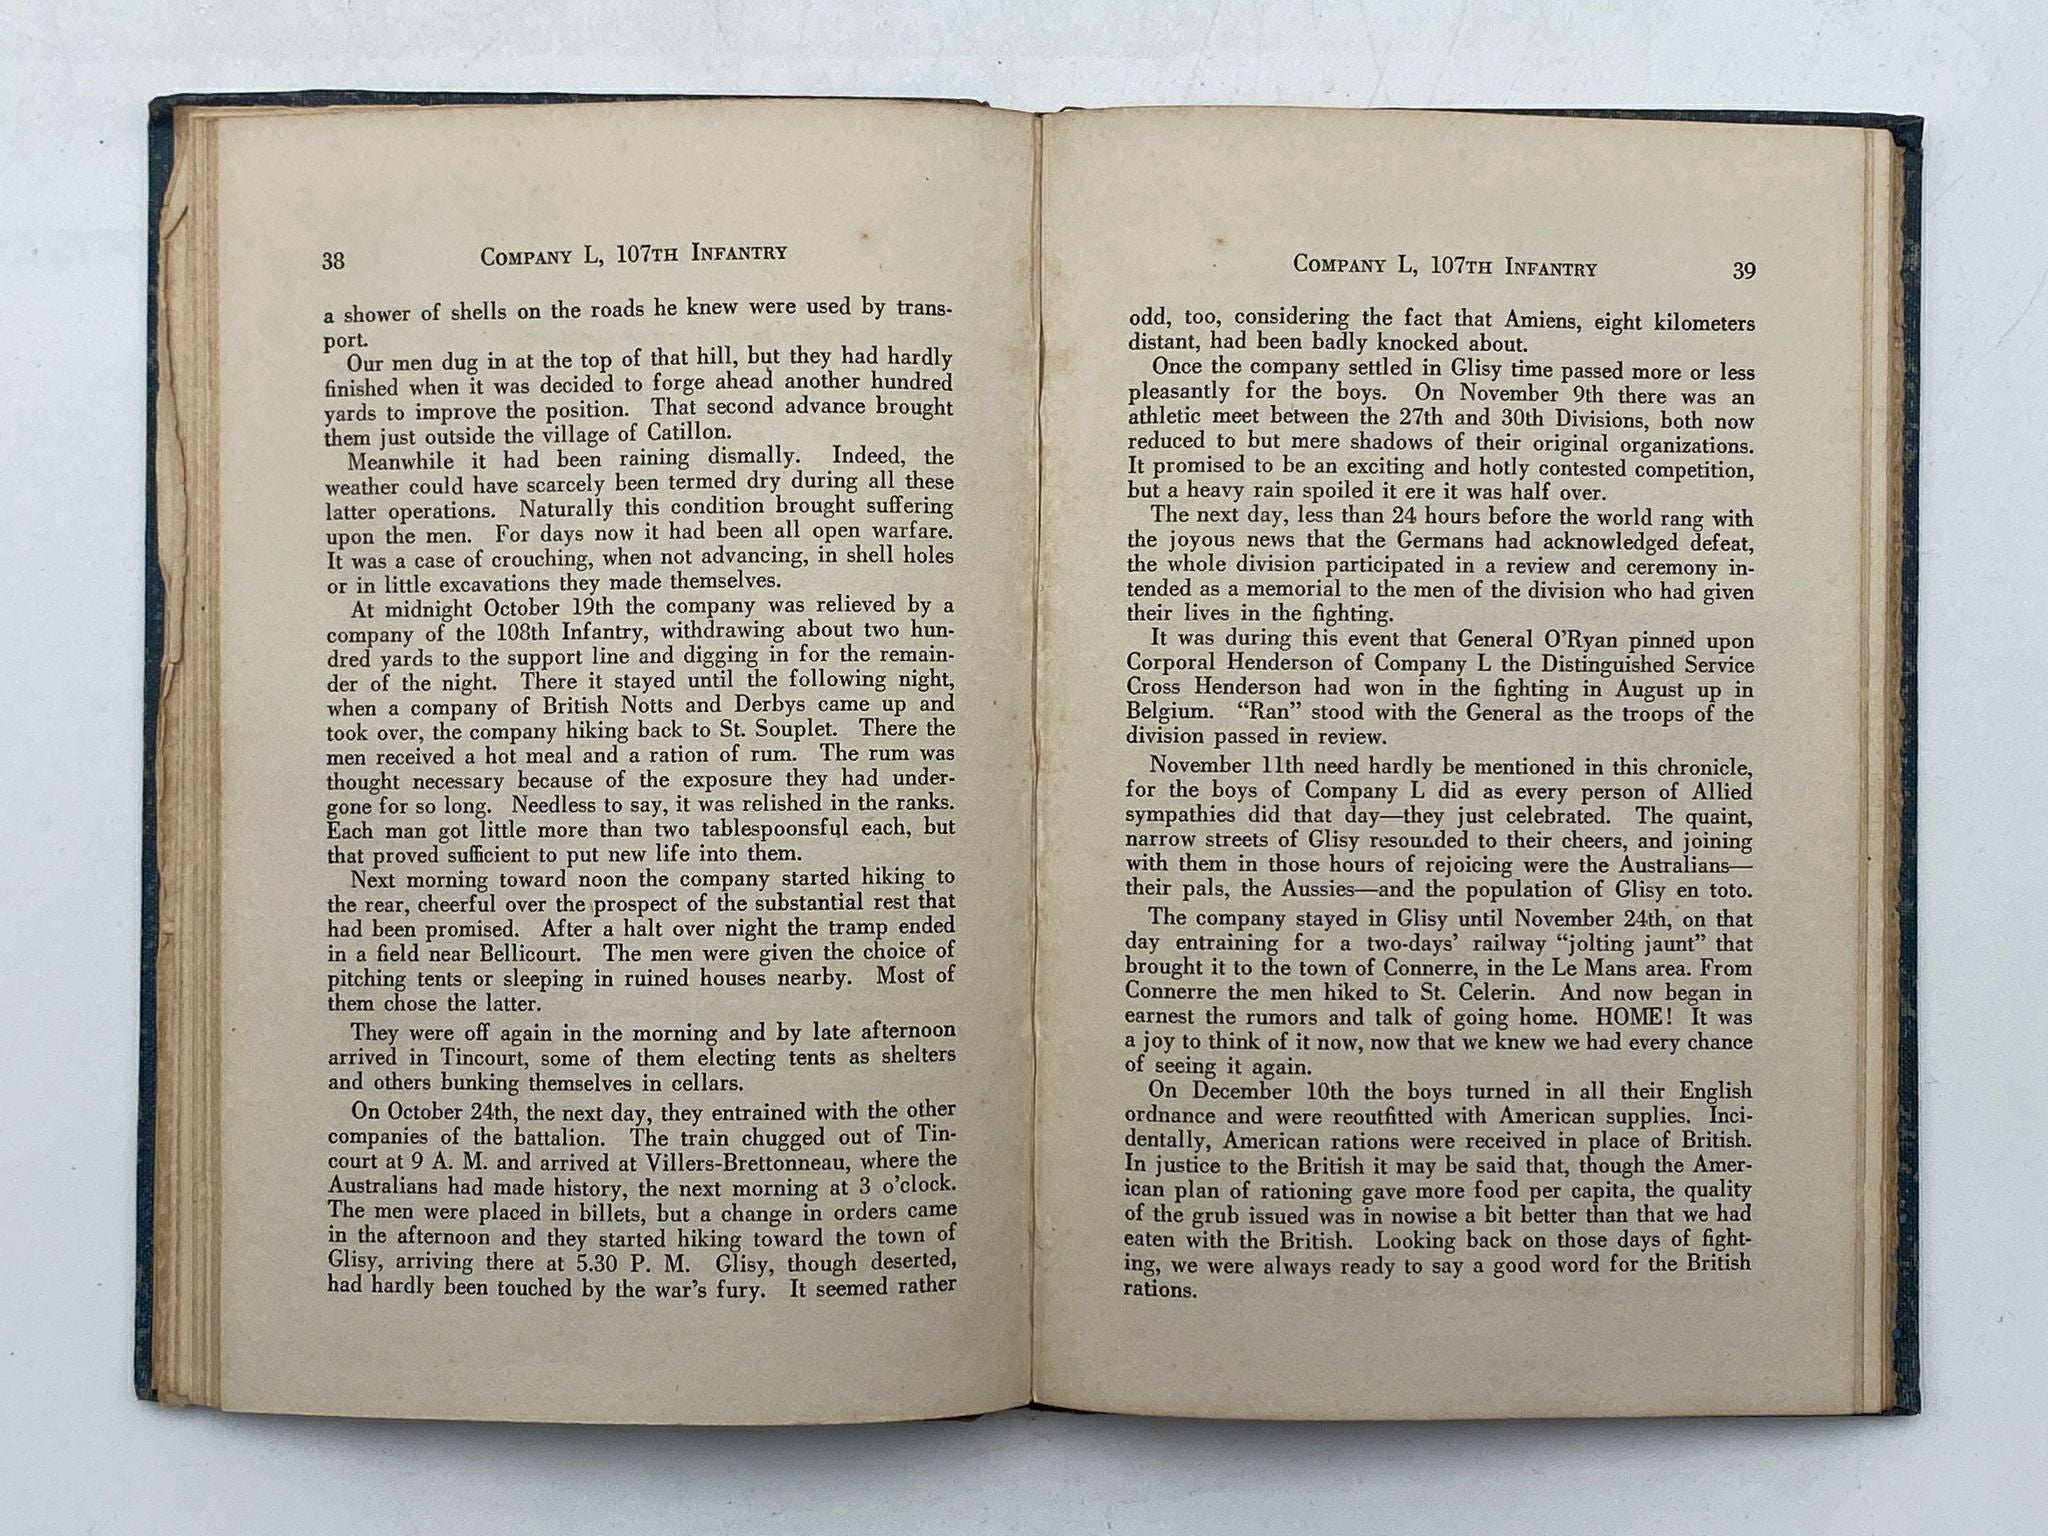 38 COMPANY L, 107TH INFANTRY
a shower of shells on the roads he knew were used by trans-
port.
Our men dug in at the top of that hill, but they had hardly
finished when it was decided to forge ahead another hundred
yards to improve the position. That second advance brought
them just outside the village of Catillon.
Meanwhile it had been raining dismally. Indeed, the
weather could have scarcely been termed dry during all these
latter operations. Naturally this condition brought suffering
upon the men. For days now it had been all open warfare.
It was a case of crouching, when not advancing, in shell holes
or in little excavations they made themselves.
At midnight October 19th the company was relieved by a
company of the 108th Infantry, withdrawing about two hun-
dred yards to the support line and digging in for the remain-
der of the night. There it stayed until the following night,
when a company of British Notts and Derbys came up and
took over, the company hiking back to St. Souplet. There the
men received a hot meal and a ration of rum. The rum was
thought necessary because of the exposure they had under-
gone for so long. Needless to say, it was relished in the ranks.
Each man got little more than two tablespoonsful each, but
that proved sufficient to put new life into them.
Next morning toward noon the company started hiking to
the rear, cheerful over the prospect of the substantial rest that
had been promised. After a halt over night the tramp ended
in a field near Bellicourt. The men were given the choice of
pitching tents or sleeping in ruined houses nearby. Most of
them chose the latter.
They were off again in the morning and by late afternoon
arrived in Tincourt, some of them electing tents as shelters
and others bunking themselves in cellars.
On October 24th, the next day, they entrained with the other
companies of the battalion. The train chugged out of Tin-
court at 9 A. M. and arrived at Villers-Brettonneau, where the
Australians had made history, the next morning at 3 o'clock.
The men were placed in billets, but a change in orders came
in the afternoon and they started hiking toward the town of
Glisy, arriving there at 5.30 P. M. Glisy, though deserted,
had hardly been touched by the war's fury. It seemed rather
COMPANY L, 107TH INFANTRY 39
odd, too, considering the fact that Amiens, eight kilometers
distant, had been badly knocked about.
Once the company settled in Glisy time passed more or less
pleasantly for the boys. On November 9th there was an
athletic meet between the 27th and 30th Divisions, both now
reduced to but mere shadows of their original organizations.
It promised to be an exciting and hotly contested competition,
but a heavy rain spoiled it ere it was half over.
The next day, less than 24 hours before the world rang with
the joyous news that the Germans had acknowledged defeat,
the whole division participated in a review and ceremony in-
tended as a memorial to the men of the division who had given
their lives in the fighting.
It was during this event that General O'Ryan pinned upon
Corporal Henderson of Company L the Distinguished Service
Cross Henderson had won in the fighting in August up in
Belgium. "Ran" stood with the General as the troops of the
division passed in review.
November 11th need hardly be mentioned in this chronicle,
for the boys of Company L did as every person of Allied
sympathies did that day—they just celebrated. The quaint,
narrow streets of Glisy resounded to their cheers, and joining
with them in those hours of rejoicing were the Australians—
their pals, the Aussies—and the population of Glisy en toto.
The company stayed in Glisy until November 24th, on that
day entraining for a two-days' railway "jolting jaunt" that
brought it to the town of Connerre, in the Le Mans area. From
Connerre the men hiked to St. Celerin. And now began in
earnest the rumors and talk of going home. HOME! It was
a joy to think of it now, now that we knew we had every chance
of seeing it again.
On December 10th the boys turned in all their English
ordnance and were reoutfitted with American supplies. Inci-
dentally, American rations were received in place of British.
In justice to the British it may be said that, though the Amer-
ican plan of rationing gave more food per capita, the quality
of the grub issued was in nowise a bit better than that we had
eaten with the British. Looking back on those days of fight-
ing, we were always ready to say a good word for the British
rations.